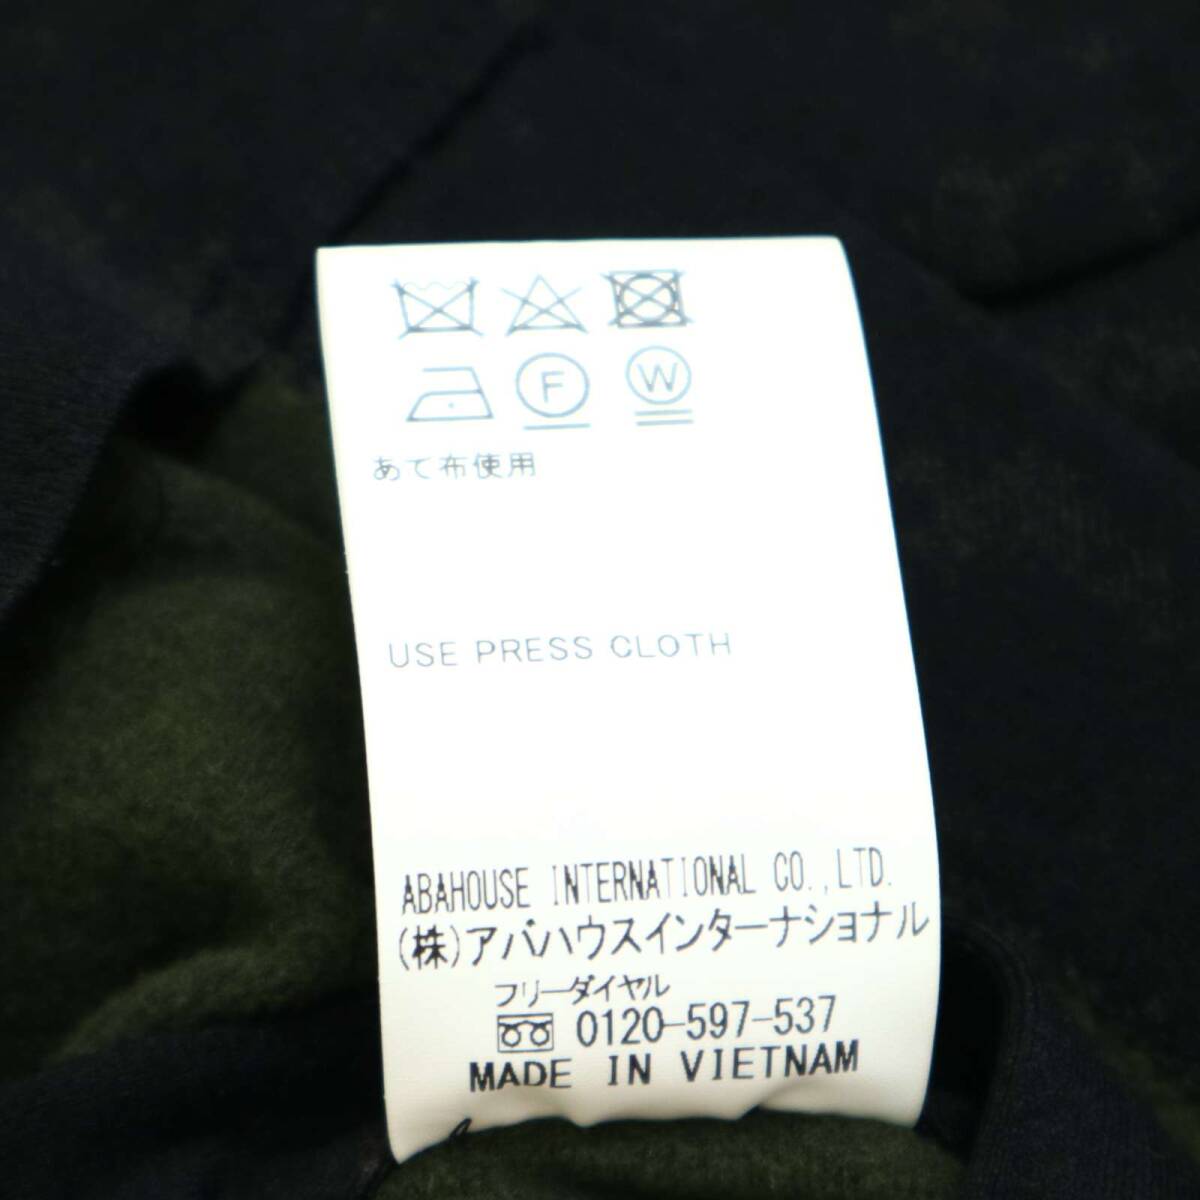 F W
あて布使用
USE PRESS CLOTH
ABAHOUSE INTERNATIONAL CO.,LTD.
(株)アバハウスインターナショナル
フリーダイヤル
0120-597-537
MADE IN VIETNAM